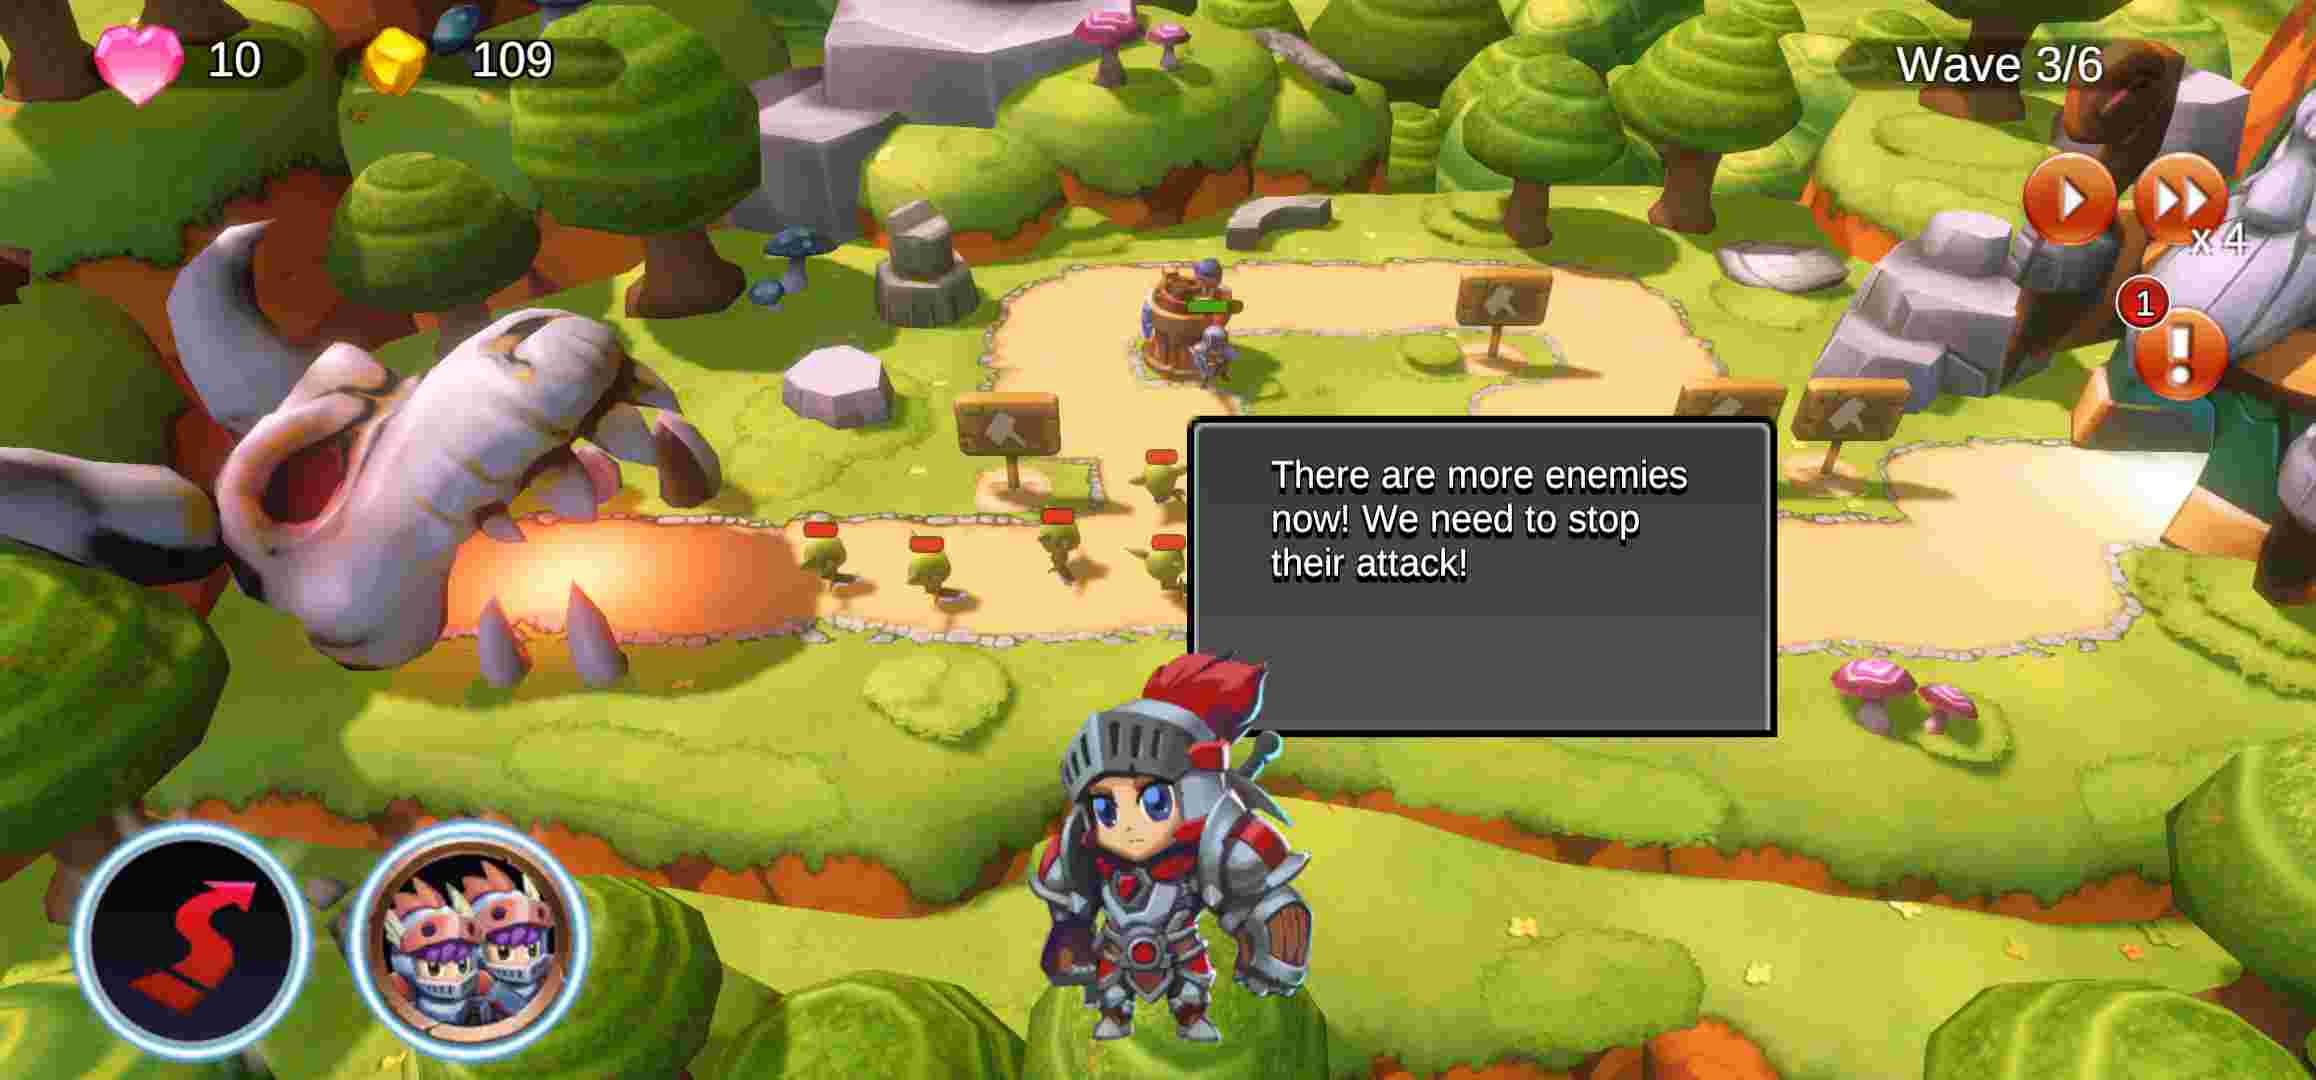 10
109
Wave 3/6
x 4
1
There are more enemies
now! We need to stop
their attack!